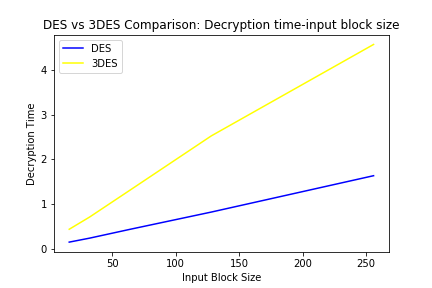 DES vs 3DES Comparison: Decryption time-input block size
DES
3DES
4
3
2
1
0
Decryption Time
50
100
150
200
250
Input Block Size